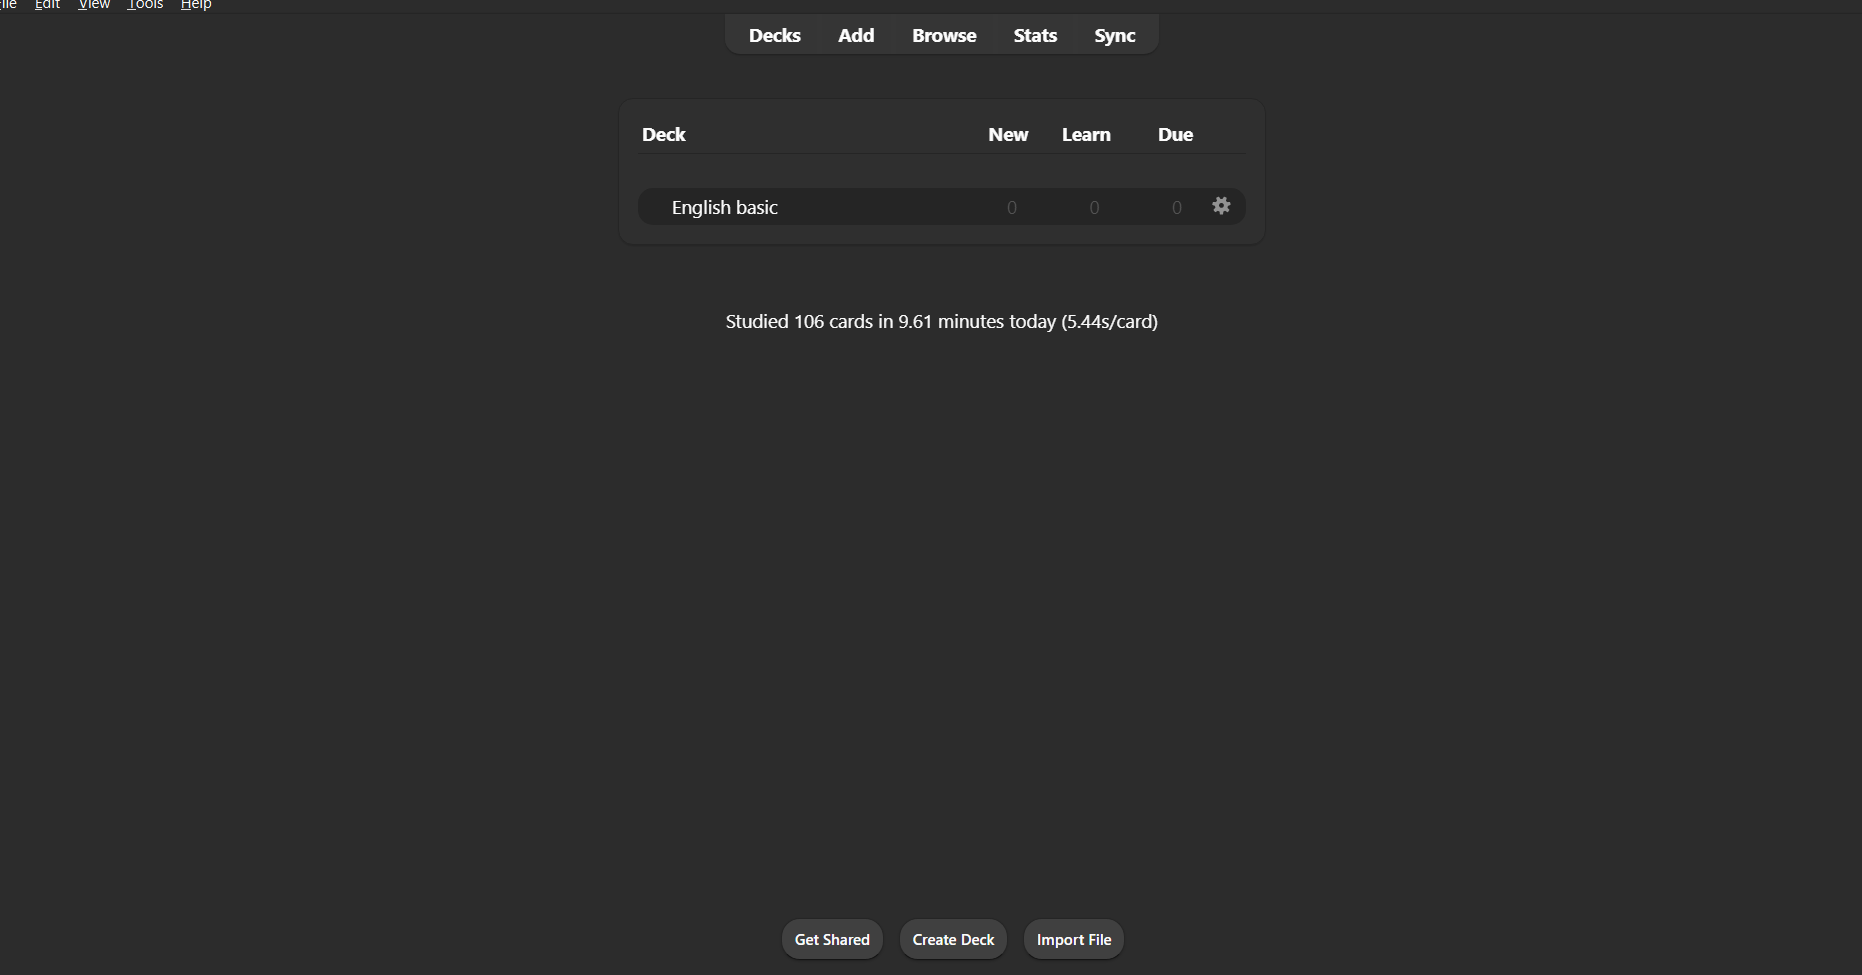 ile Edit View Tools Help
Decks Add Browse Stats Sync
Deck New Learn Due
English basic 0 0 0
Studied 106 cards in 9.61 minutes today (5.44s/card)
Get Shared Create Deck Import File